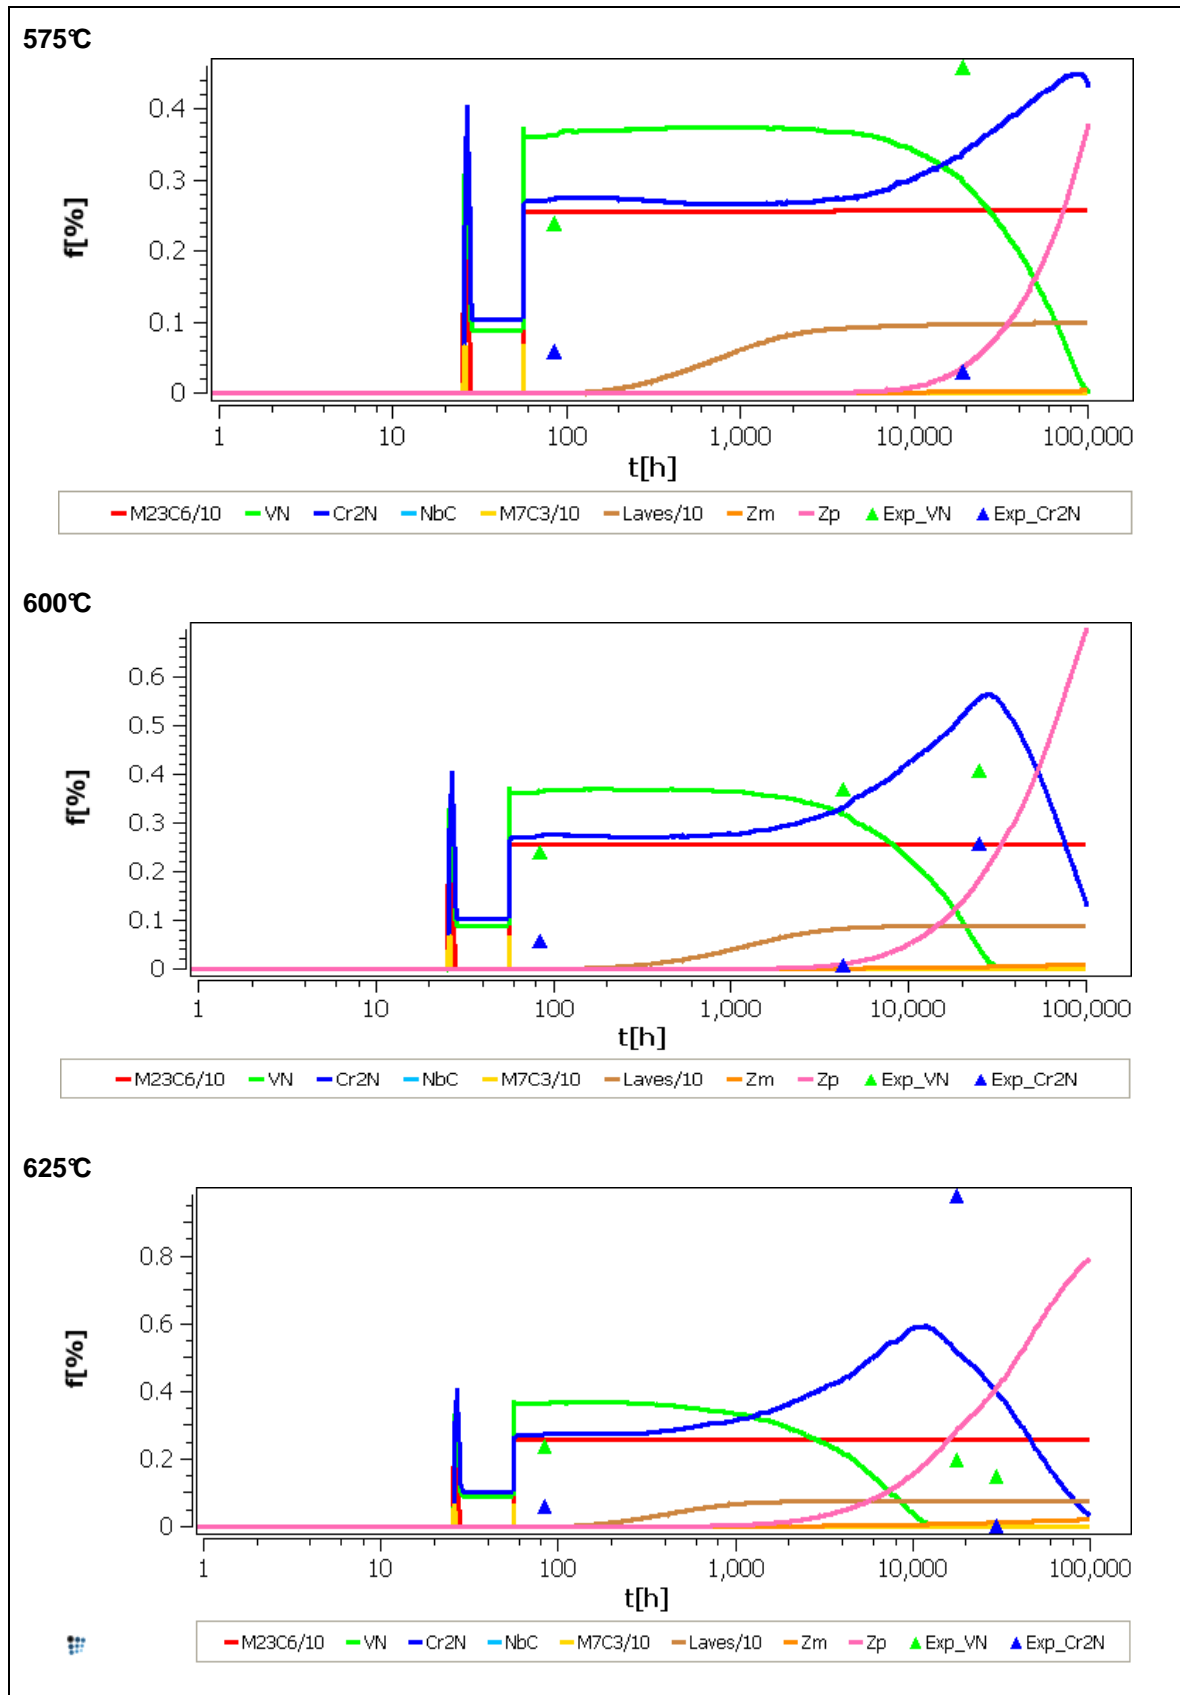 575°C
0.4
0.3
0.2
0.1
0
f[%]
1 10 100 1,000 10,000 100,000
t[h]
M23C6/10 VN Cr2N NbC M7C3/10 Laves/10 Zm Zp Exp_VN Exp_Cr2N
600°C
0.6
0.5
0.4
0.3
0.2
0.1
0
f[%]
1 10 100 1,000 10,000 100,000
t[h]
M23C6/10 VN Cr2N NbC M7C3/10 Laves/10 Zm Zp Exp_VN Exp_Cr2N
625°C
0.8
0.6
0.4
0.2
0
f[%]
1 10 100 1,000 10,000 100,000
t[h]
M23C6/10 VN Cr2N NbC M7C3/10 Laves/10 Zm Zp Exp_VN Exp_Cr2N